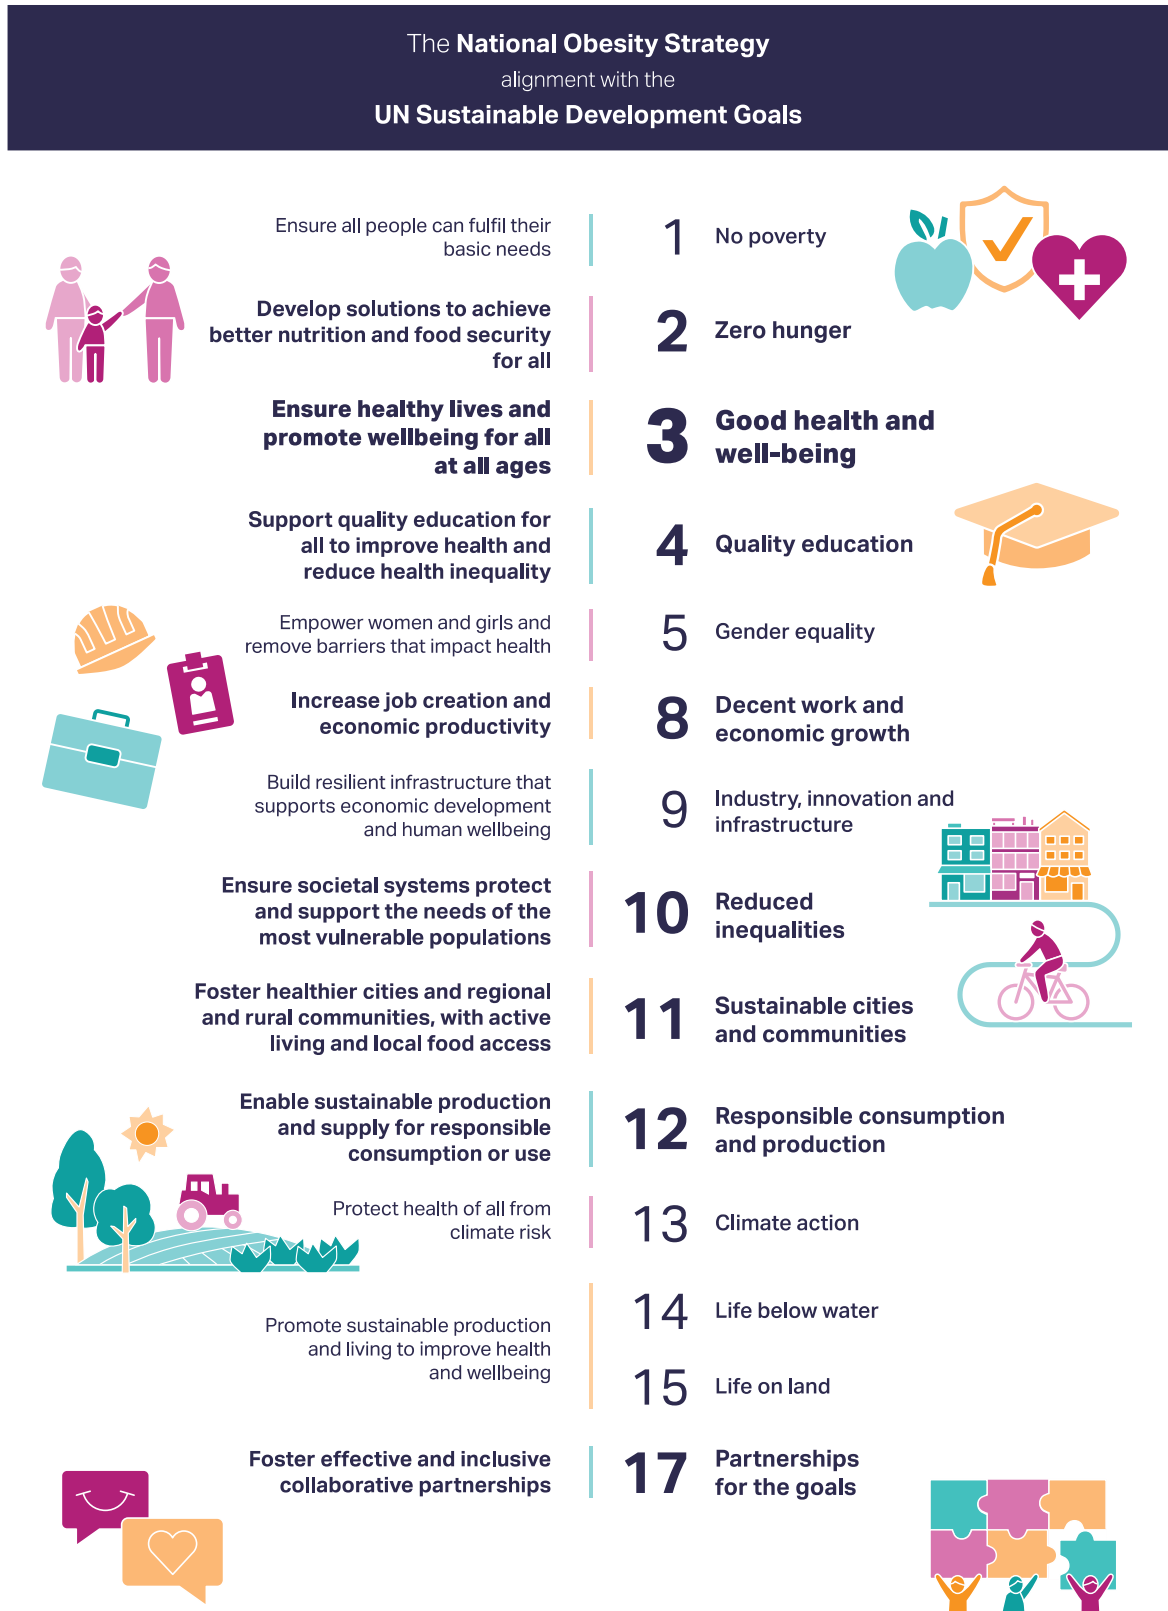 The National Obesity Strategy
alignment with the
UN Sustainable Development Goals
Ensure all people can fulfil their
basic needs
1
No poverty
Develop solutions to achieve
better nutrition and food security
for all
2
Zero hunger
Ensure healthy lives and
promote wellbeing for all
at all ages
3
Good health and
well-being
Support quality education for
all to improve health and
reduce health inequality
4
Quality education
Empower women and girls and
remove barriers that impact health
5
Gender equality
Increase job creation and
economic productivity
8
Decent work and
economic growth
Build resilient infrastructure that
supports economic development
and human wellbeing
9
Industry, innovation and
infrastructure
Ensure societal systems protect
and support the needs of the
most vulnerable populations
10
Reduced
inequalities
Foster healthier cities and regional
and rural communities, with active
living and local food access
11
Sustainable cities
and communities
Enable sustainable production
and supply for responsible
consumption or use
12
Responsible consumption
and production
Protect health of all from
climate risk
13
Climate action
Promote sustainable production
and living to improve health
and wellbeing
14
Life below water
15
Life on land
Foster effective and inclusive
collaborative partnerships
17
Partnerships
for the goals